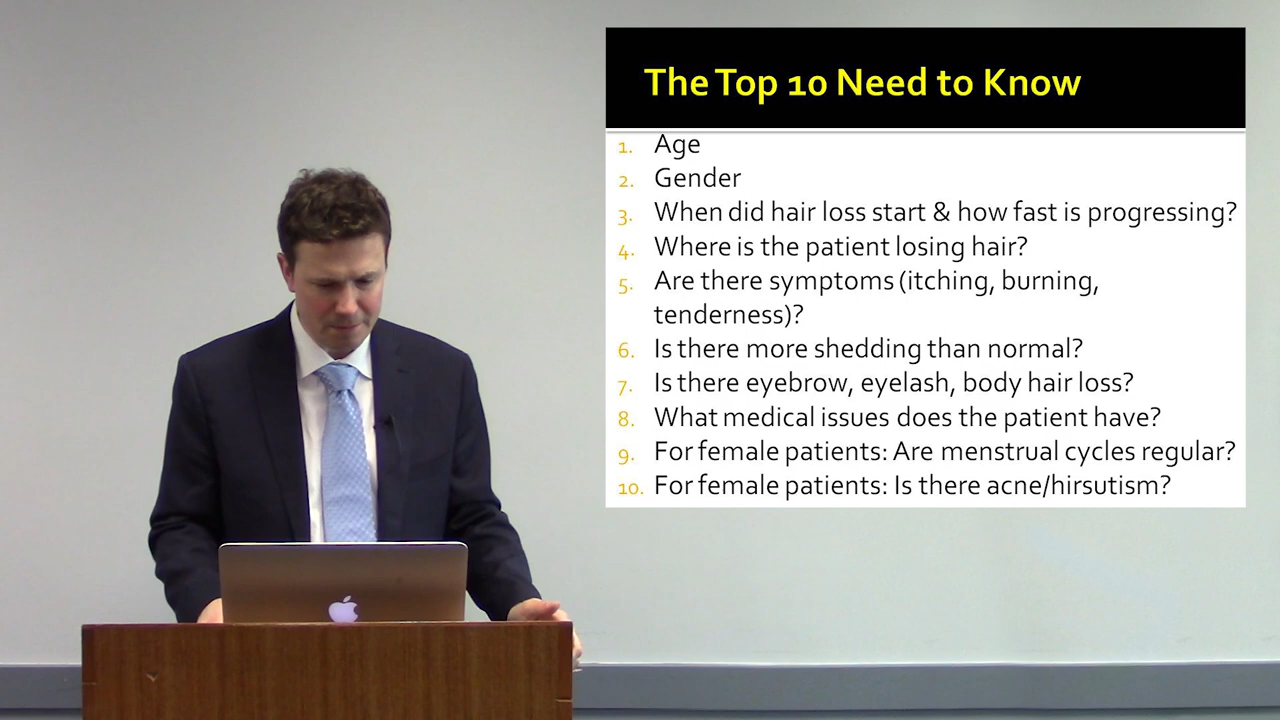 The Top 10 Need to Know
1. Age
2. Gender
3. When did hair loss start & how fast is progressing?
4. Where is the patient losing hair?
5. Are there symptoms (itching, burning,
tenderness)?
6. Is there more shedding than normal?
7. Is there eyebrow, eyelash, body hair loss?
8. What medical issues does the patient have?
9. For female patients: Are menstrual cycles regular?
10. For female patients: Is there acne/hirsutism?